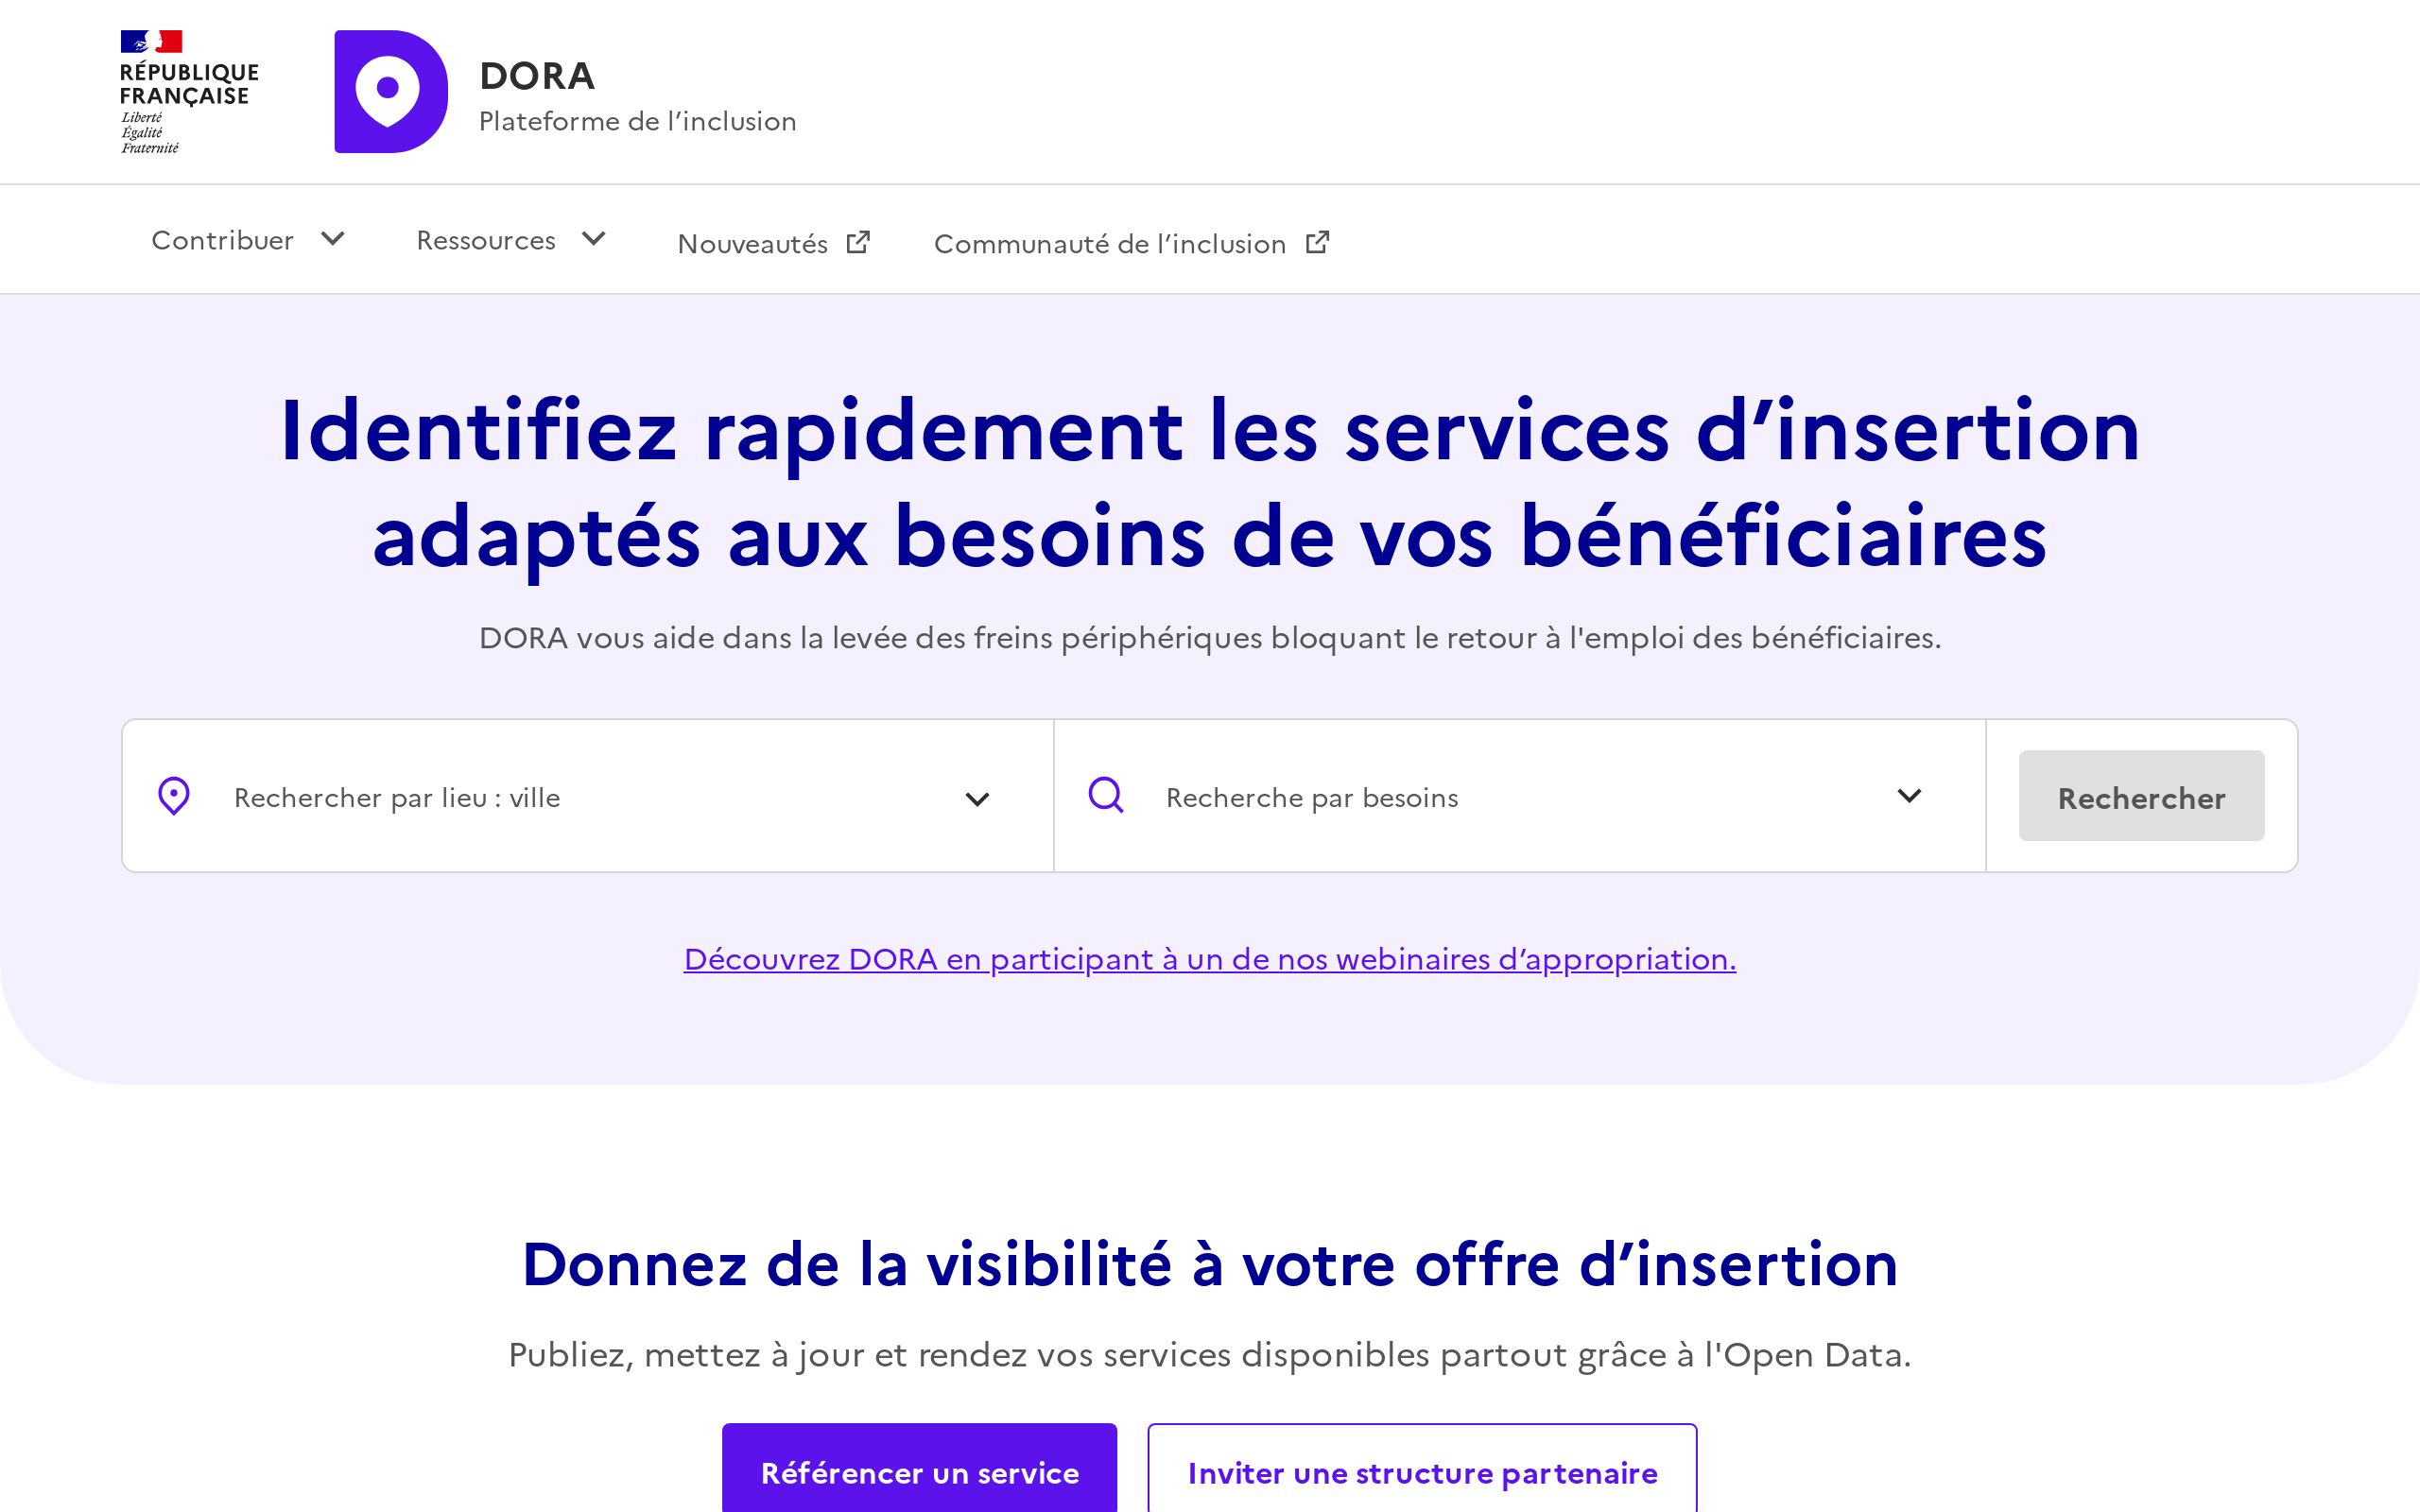 RÉPUBLIQUE
FRANÇAISE
Liberté
Égalité
Fraternité
DORA
Plateforme de l’inclusion
Contribuer
Ressources
Nouveautés
Communauté de l’inclusion
Identifiez rapidement les services d’insertion
adaptés aux besoins de vos bénéficiaires
DORA vous aide dans la levée des freins périphériques bloquant le retour à l'emploi des bénéficiaires.
Rechercher par lieu : ville
Recherche par besoins
Rechercher
Découvrez DORA en participant à un de nos webinaires d’appropriation.
Donnez de la visibilité à votre offre d’insertion
Publiez, mettez à jour et rendez vos services disponibles partout grâce à l'Open Data.
Référencer un service
Inviter une structure partenaire